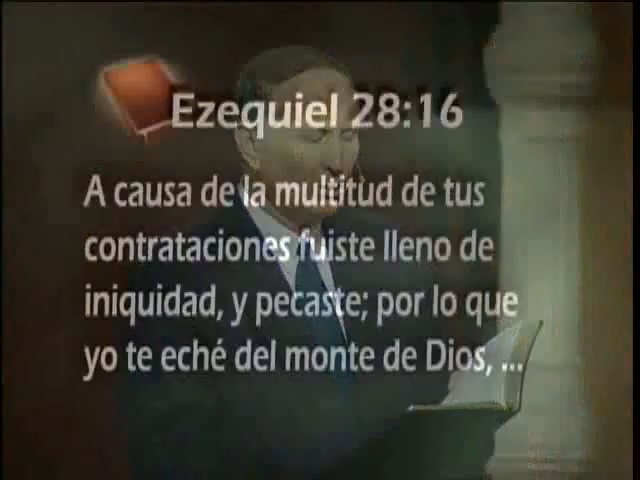 Ezequiel 28:16
A causa de la multitud de tus
contrataciones fuiste lleno de
iniquidad, y pecaste; por lo que
yo te eché del monte de Dios, ...